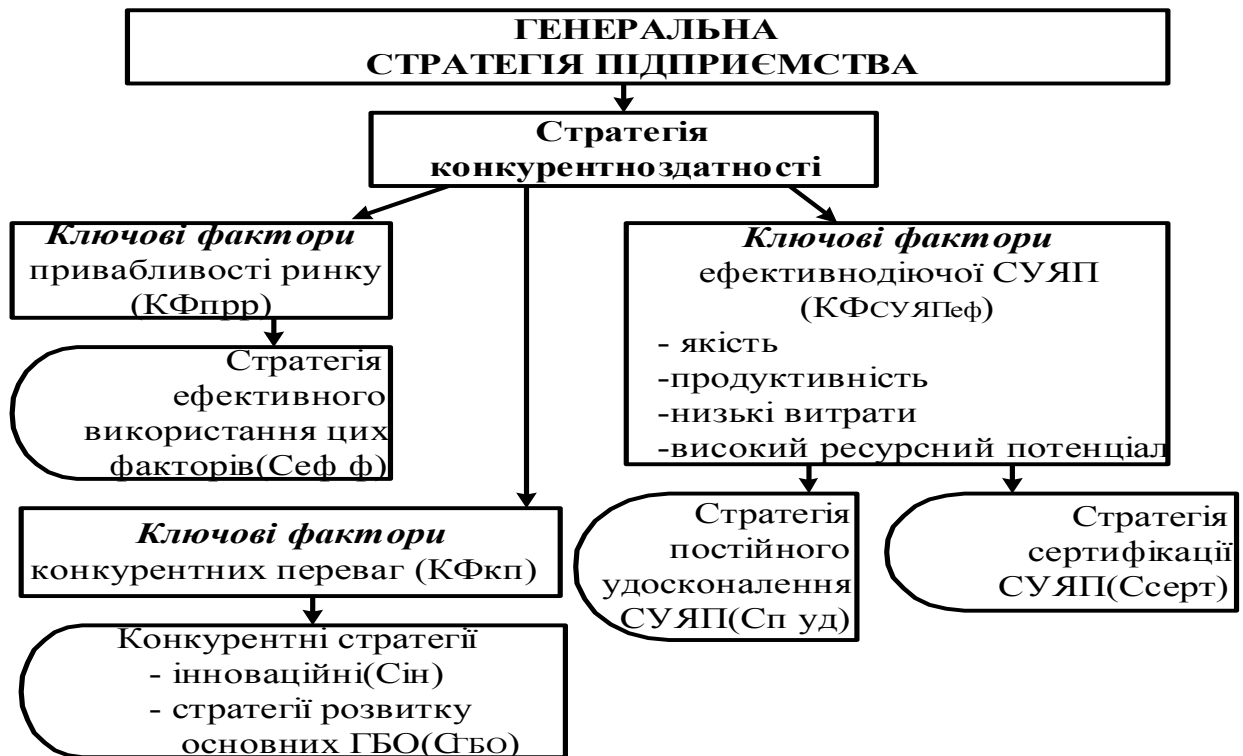 ГЕНЕРАЛЬНА
СТРАТЕГІЯ ПІДПРИЄМСТВА
Стратегія
конкурентноздатності
Ключові фактори
привабливості ринку
(КФпрр)
Стратегія
ефективного
використання цих
факторів(Сеф ф)
Ключові фактори
конкурентних переваг (КФкп)
Конкурентні стратегії
- інноваційні(Сін)
- стратегії розвитку
основних ГБО(СГБО)
Ключові фактори
ефективнодіючої СУЯП
(КФСУЯПеф)
- якість
-продуктивність
-низькі витрати
-високий ресурсний потенціал
Стратегія
постійного
удосконалення
СУЯП(Сп уд)
Стратегія
сертифікації
СУЯП(Ссерт)